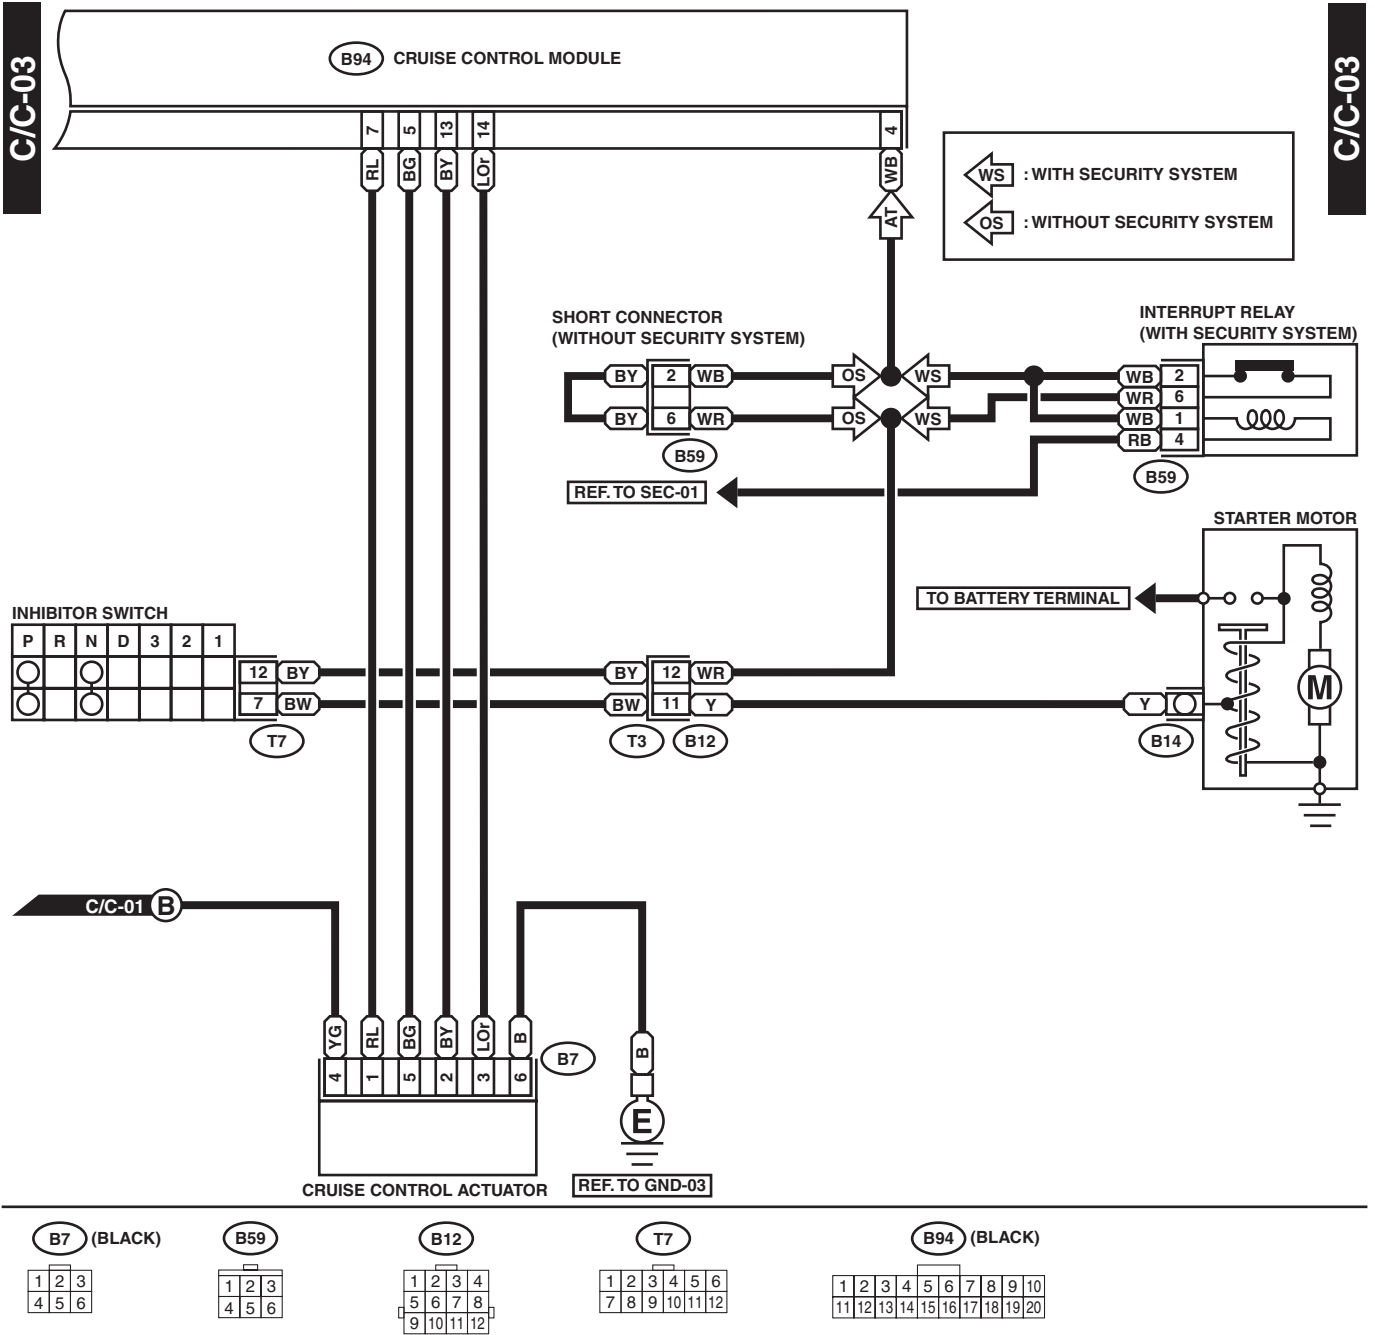 C/C-03
C/C-03
B94 CRUISE CONTROL MODULE
7 5 13 14 4
RL BG BY LOr WB
AT
WS : WITH SECURITY SYSTEM
OS : WITHOUT SECURITY SYSTEM
SHORT CONNECTOR
(WITHOUT SECURITY SYSTEM)
INTERRUPT RELAY
(WITH SECURITY SYSTEM)
BY 2 WB OS WS WB 2
WR 6
BY 6 WR OS WS WB 1
RB 4
B59
B59
REF. TO SEC-01
STARTER MOTOR
TO BATTERY TERMINAL
INHIBITOR SWITCH
P R N D 3 2 1
12 BY BY 12 WR
7 BW BW 11 Y Y
M
T7 T3 B12 B14
C/C-01 B
YG RL BG BY LOr B B
4 1 5 2 3 6
B7
E
CRUISE CONTROL ACTUATOR
REF. TO GND-03
B7 (BLACK)
1 2 3
4 5 6
B59
1 2 3
4 5 6
B12
1 2 3 4
5 6 7 8
9 10 11 12
T7
1 2 3 4 5 6
7 8 9 10 11 12
B94 (BLACK)
1 2 3 4 5 6 7 8 9 10
11 12 13 14 15 16 17 18 19 20